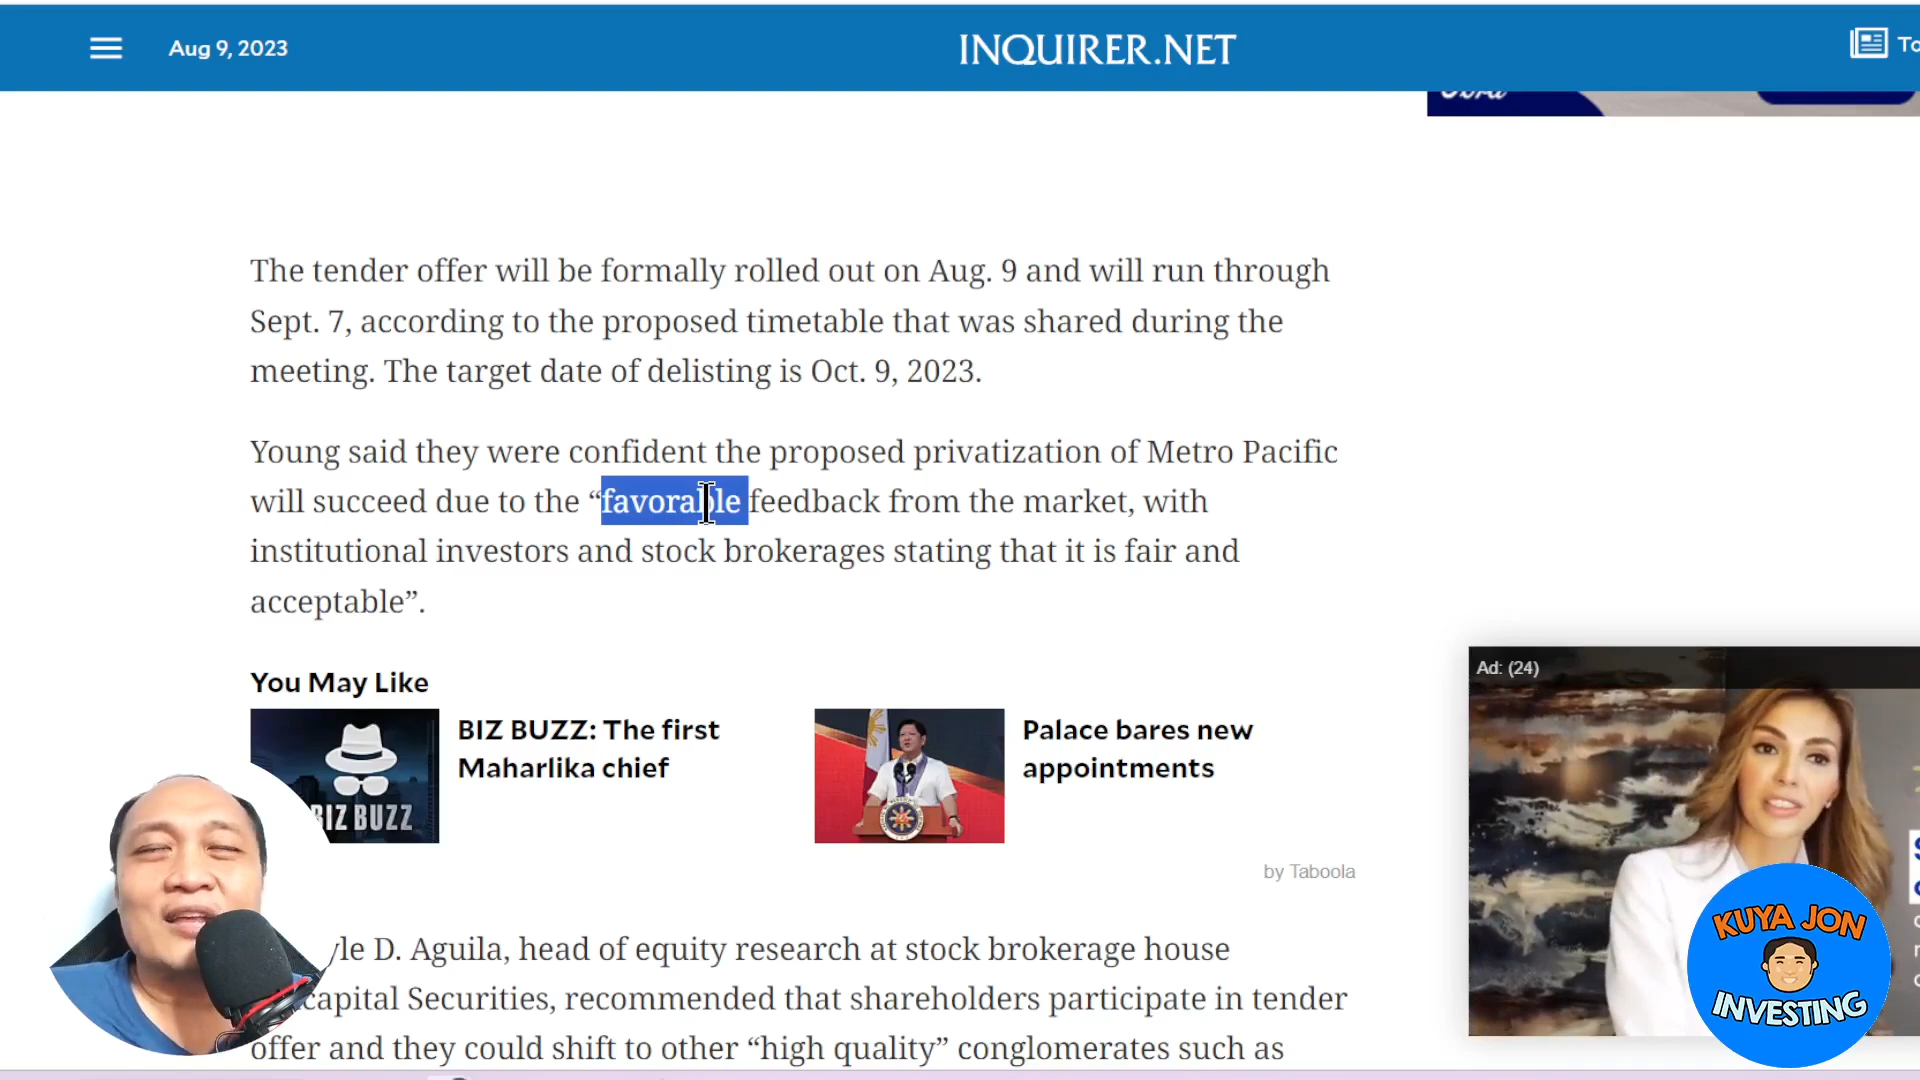 Aug 9, 2023
INQUIRER.NET
The tender offer will be formally rolled out on Aug. 9 and will run through
Sept. 7, according to the proposed timetable that was shared during the
meeting. The target date of delisting is Oct. 9, 2023.
Young said they were confident the proposed privatization of Metro Pacific
will succeed due to the “favorable feedback from the market, with
institutional investors and stock brokerages stating that it is fair and
acceptable”.
You May Like
BIZ BUZZ: The first
Maharlika chief
Palace bares new
appointments
BIZ BUZZ
by Taboola
Ad: (24)
D. Aguila, head of equity research at stock brokerage house
Securities, recommended that shareholders participate in tender
offer and they could shift to other “high quality” conglomerates such as
KUYA JON
INVESTING